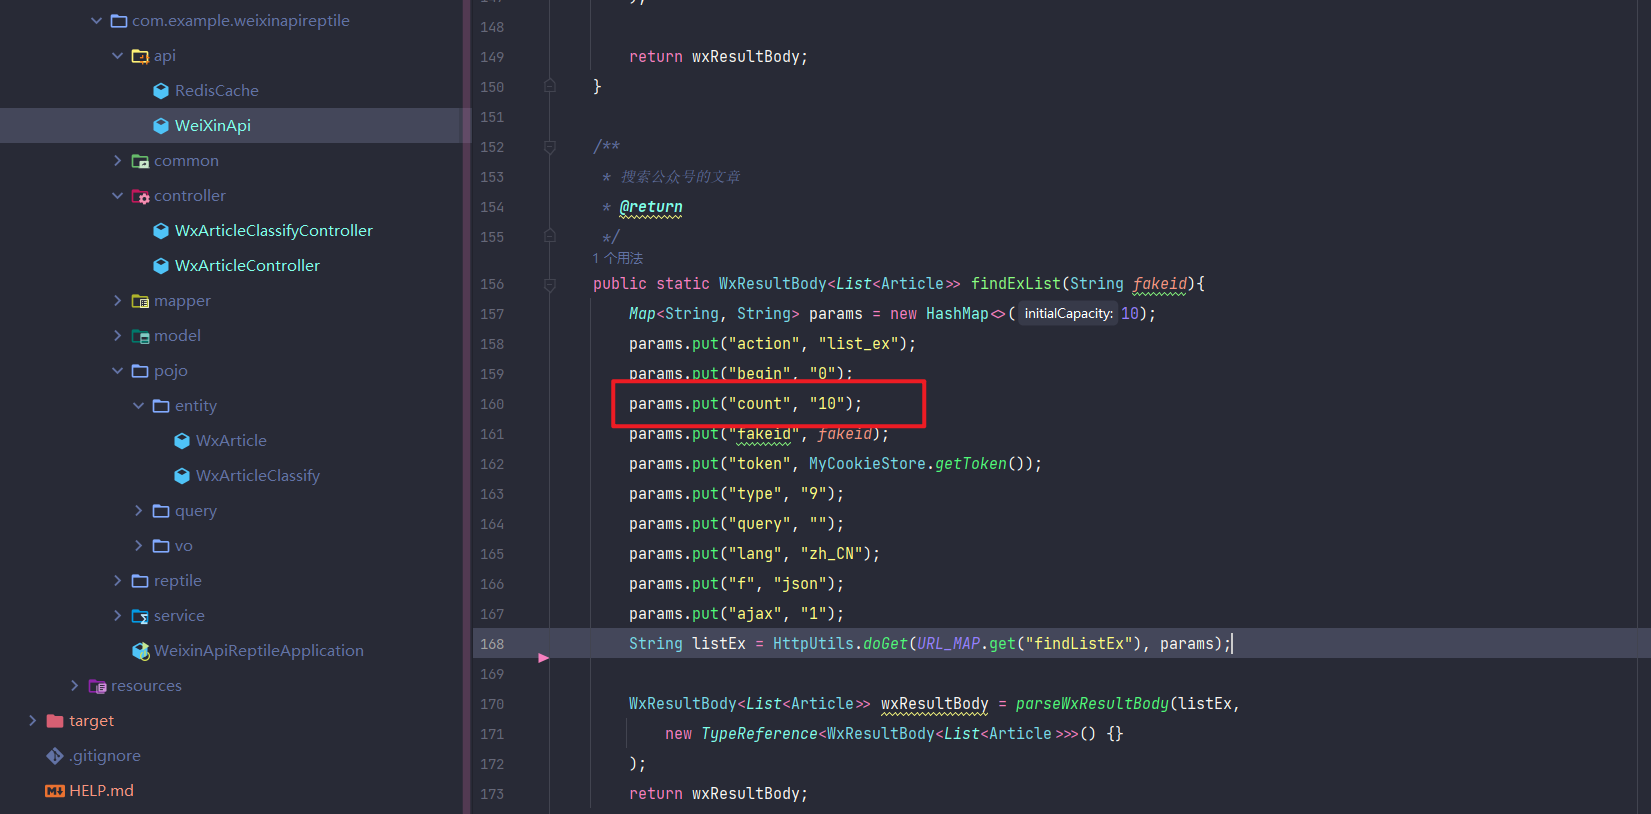 com.example.weixinapireptile
api
RedisCache
WeiXinApi
common
controller
WxArticleClassifyController
WxArticleController
mapper
model
pojo
entity
WxArticle
WxArticleClassify
query
vo
reptile
service
WeixinApiReptileApplication
resources
target
.gitignore
HELP.md
148
149 return wxResultBody;
150 }
151
152 /**
153 * 搜索公众号的文章
154 * @return
155 */
1 个用法
156 public static WxResultBody<List<Article>> findExList(String fakeid){
157 Map<String, String> params = new HashMap<>( initialCapacity: 10);
158 params.put("action", "list_ex");
159 params.put("begin", "0");
160 params.put("count", "10");
161 params.put("fakeid", fakeid);
162 params.put("token", MyCookieStore.getToken());
163 params.put("type", "9");
164 params.put("query", "");
165 params.put("lang", "zh_CN");
166 params.put("f", "json");
167 params.put("ajax", "1");
168 String listEx = HttpUtils.doGet(URL_MAP.get("findListEx"), params);
169
170 WxResultBody<List<Article>> wxResultBody = parseWxResultBody(listEx,
171 new TypeReference<WxResultBody<List<Article>>>() {}
172 );
173 return wxResultBody;